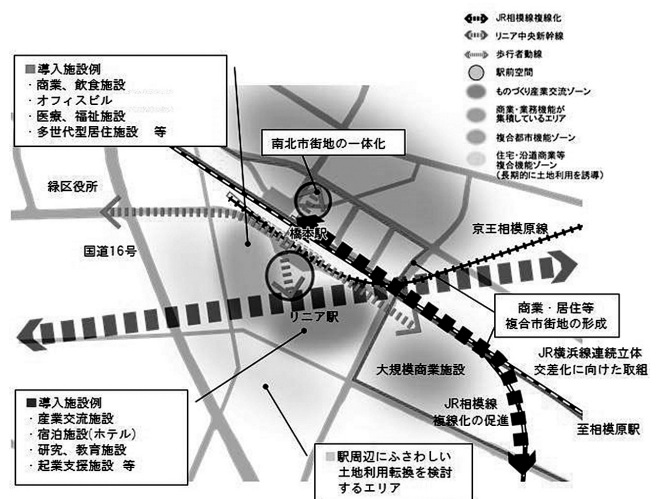 JR相模線複線化
リニア中央新幹線
歩行者動線
駅前空間
ものづくり産業交流ゾーン
商業・業務機能が
集積しているエリア
複合都市機能ゾーン
住宅・沿道商業等
複合機能ゾーン
(長期的に土地利用を誘導)
■導入施設例
・商業、飲食施設
・オフィスビル
・医療、福祉施設
・多世代型居住施設 等
南北市街地の一体化
緑区役所
橋本駅
京王相模原線
国道16号
リニア駅
商業・居住等
複合市街地の形成
大規模商業施設
JR横浜線連続立体
交差化に向けた取組
JR相模線
複線化の促進
至相模原駅
■導入施設例
・産業交流施設
・宿泊施設(ホテル)
・研究、教育施設
・起業支援施設 等
■駅周辺にふさわしい
土地利用転換を検討
するエリア